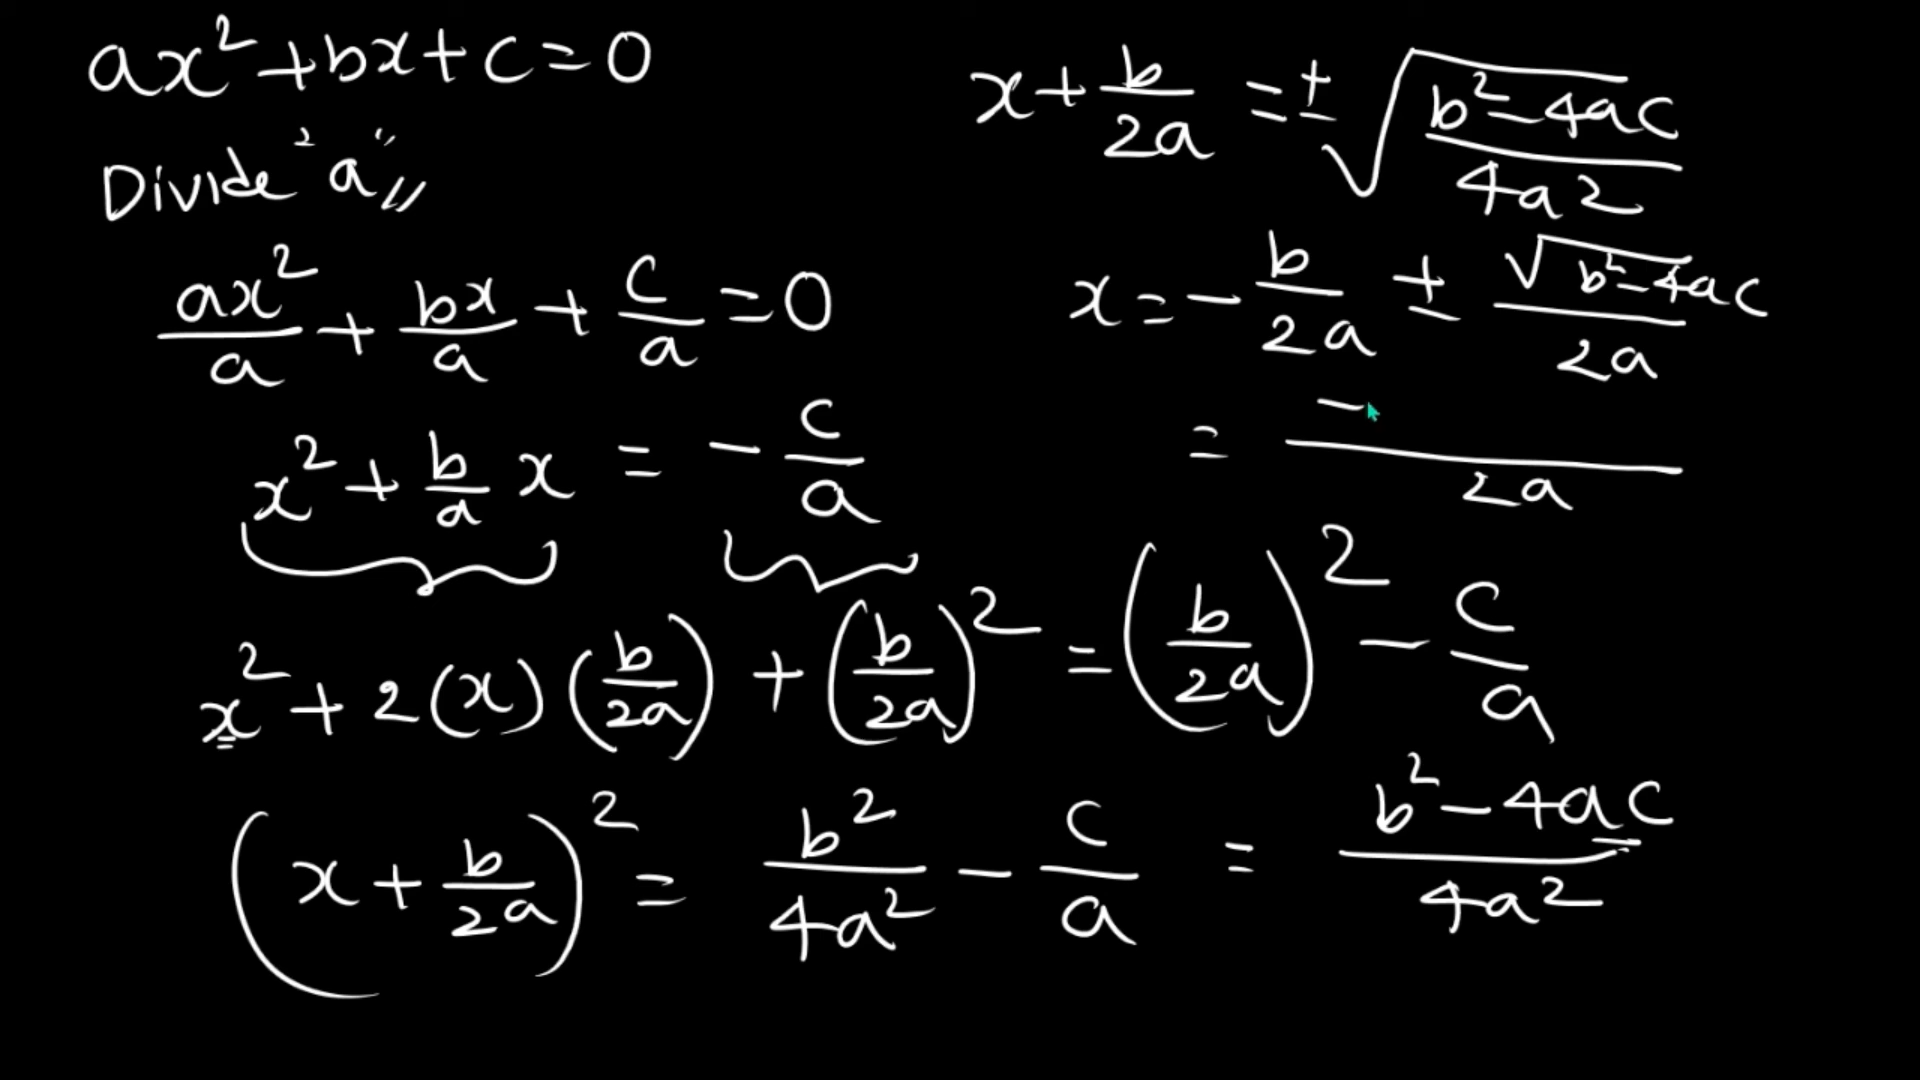 ax² + bx + c = 0
Divide "a"//
ax²/a + bx/a + c/a = 0
x² + b/a x = - c/a
x² + 2(x)(b/2a) + (b/2a)² = (b/2a)² - c/a
(x + b/2a)² = b²/4a² - c/a = b²-4ac/4a²
x + b/2a = ± √b²-4ac/4a2
x = - b/2a ± √b²-4ac/2a
= -/2a